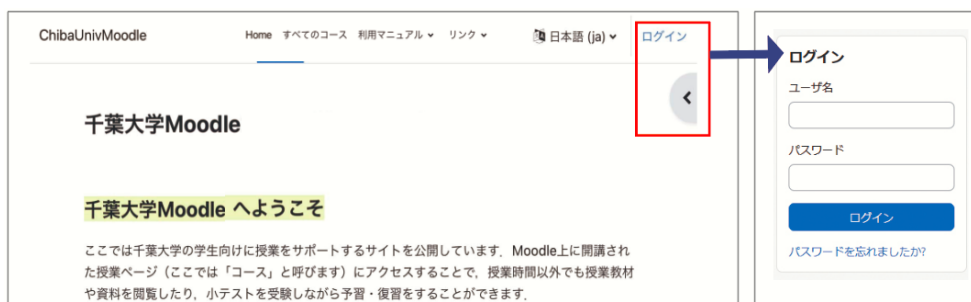 ChibaUnivMoodle
Home すべてのコース 利用マニュアル リンク 日本語 (ja) ログイン
千葉大学Moodle
千葉大学Moodle へようこそ
ここでは千葉大学の学生向けに授業をサポートするサイトを公開しています．Moodle上に開講され
た授業ページ（ここでは「コース」と呼びます）にアクセスすることで，授業時間以外でも授業教材
や資料を閲覧したり，小テストを受験しながら予習・復習をすることができます．
ログイン
ユーザ名
パスワード
ログイン
パスワードを忘れましたか?